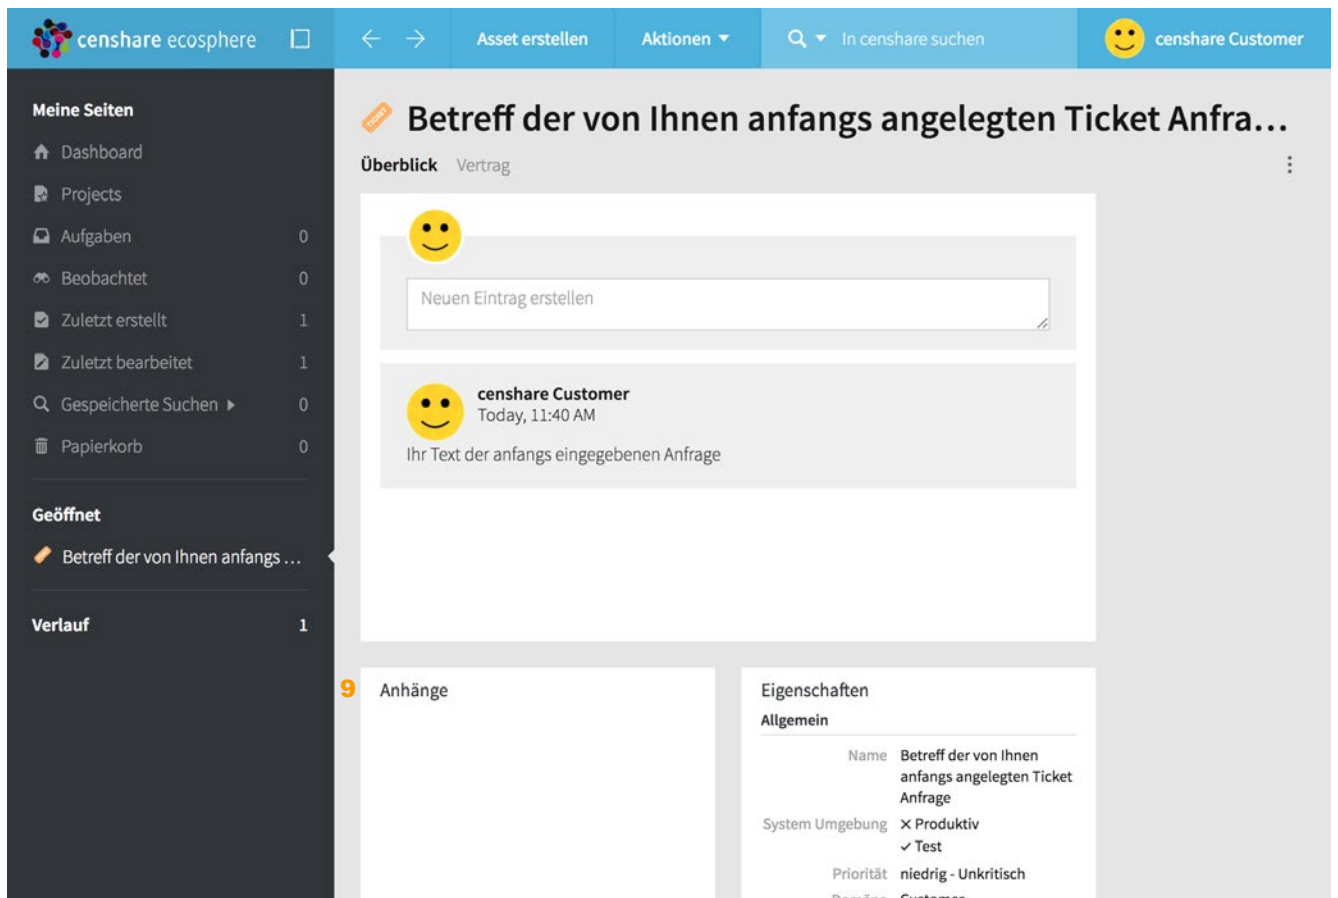 censhare ecosphere
Asset erstellen
Aktionen
In censhare suchen
censhare Customer
Meine Seiten
Dashboard
Projects
Aufgaben 0
Beobachtet 0
Zuletzt erstellt 1
Zuletzt bearbeitet 1
Gespeicherte Suchen 0
Papierkorb 0
Geöffnet
Betreff der von Ihnen anfangs ...
Verlauf 1
TICKET
Betreff der von Ihnen anfangs angelegten Ticket Anfra...
Überblick Vertrag
Neuen Eintrag erstellen
censhare Customer
Today, 11:40 AM
Ihr Text der anfangs eingegebenen Anfrage
9 Anhänge
Eigenschaften
Allgemein
Name Betreff der von Ihnen
anfangs angelegten Ticket
Anfrage
System Umgebung ✕ Produktiv
✓ Test
Priorität niedrig - Unkritisch
Domäne Customer